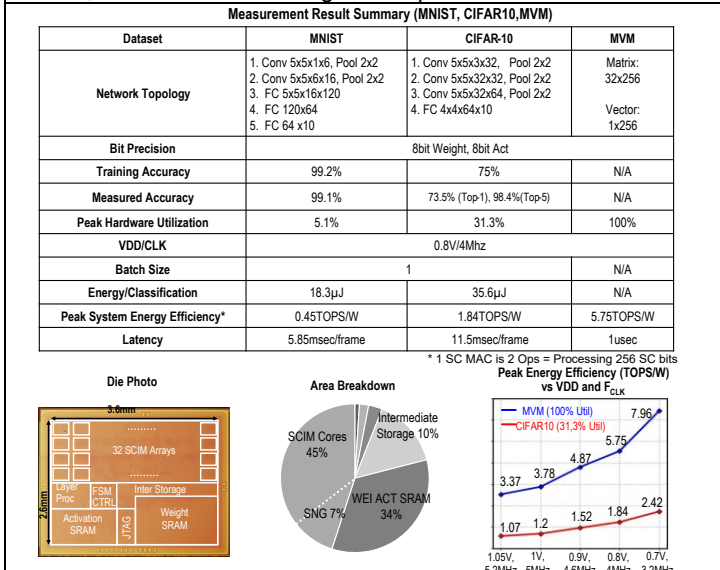 Measurement Result Summary (MNIST, CIFAR10,MVM)
Dataset MNIST CIFAR-10 MVM
Network Topology
1. Conv 5x5x1x6, Pool 2x2
2. Conv 5x5x6x16, Pool 2x2
3. FC 5x5x16x120
4. FC 120x64
5. FC 64 x10
1. Conv 5x5x3x32, Pool 2x2
2. Conv 5x5x32x32, Pool 2x2
3. Conv 5x5x32x64, Pool 2x2
4. FC 4x4x64x10
Matrix:
32x256
Vector:
1x256
Bit Precision 8bit Weight, 8bit Act
Training Accuracy 99.2% 75% N/A
Measured Accuracy 99.1% 73.5% (Top-1), 98.4%(Top-5) N/A
Peak Hardware Utilization 5.1% 31.3% 100%
VDD/CLK 0.8V/4Mhz
Batch Size 1 N/A
Energy/Classification 18.3µJ 35.6µJ N/A
Peak System Energy Efficiency* 0.45TOPS/W 1.84TOPS/W 5.75TOPS/W
Latency 5.85msec/frame 11.5msec/frame 1usec
* 1 SC MAC is 2 Ops = Processing 256 SC bits
Die Photo
3.6mm
2.6mm
32 SCIM Arrays
Layer
Proc
FSM
CTRL
Inter Storage
Activation
SRAM
JTAG
Weight
SRAM
Area Breakdown
Intermediate
Storage 10%
SCIM Cores
45%
WEI ACT SRAM
34%
SNG 7%
Peak Energy Efficiency (TOPS/W)
vs VDD and FCLK
MVM (100% Util)
CIFAR10 (31,3% Util)
3.37 3.78 4.87 5.75 7.96
1.07 1.2 1.52 1.84 2.42
1.05V, 1V, 0.9V, 0.8V, 0.7V,
5.2MHz 5MHz 4.6MHz 4MHz 3.2MHz